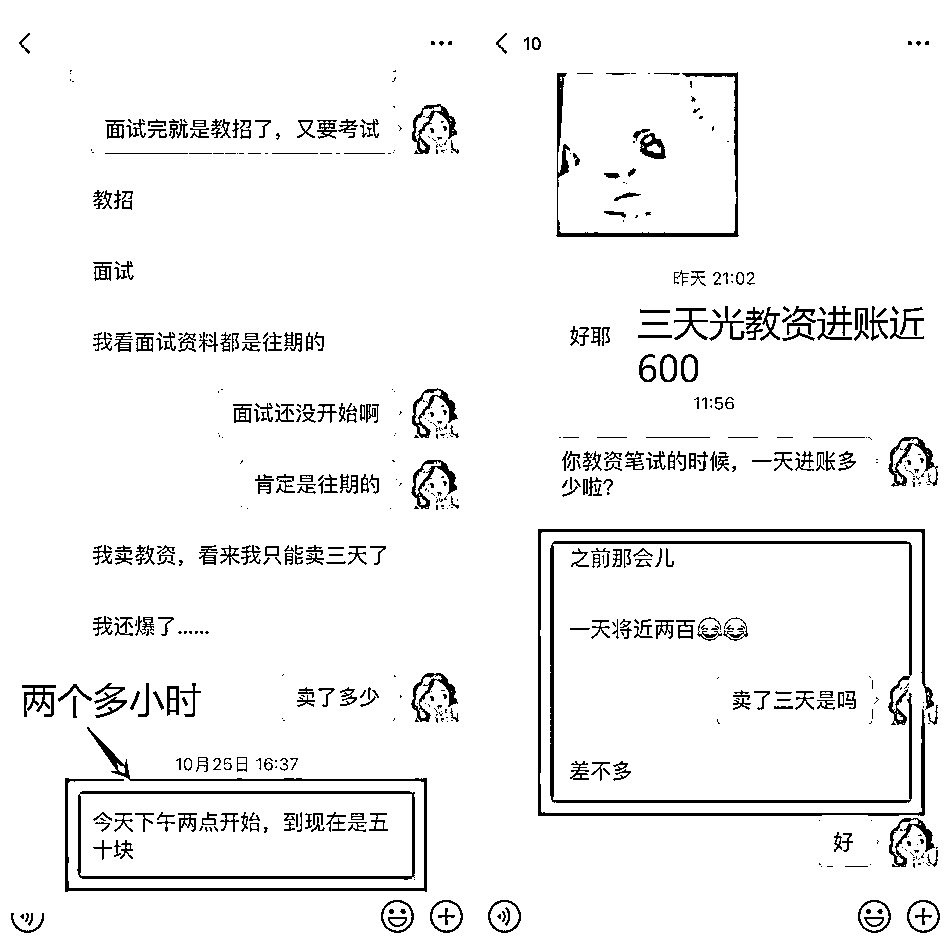 面试完就是教招了，又要考试
教招
面试
我看面试资料都是往期的
面试还没开始啊
肯定是往期的
我卖教资，看来我只能卖三天了
我还爆了......
卖了多少
两个多小时
10月25日 16:37
今天下午两点开始，到现在是五
十块
10
昨天 21:02
好耶
三天光教资进账近
600
11:56
你教资笔试的时候，一天进账多
少啦?
之前那会儿
一天将近两百😂😂
卖了三天是吗
差不多
好